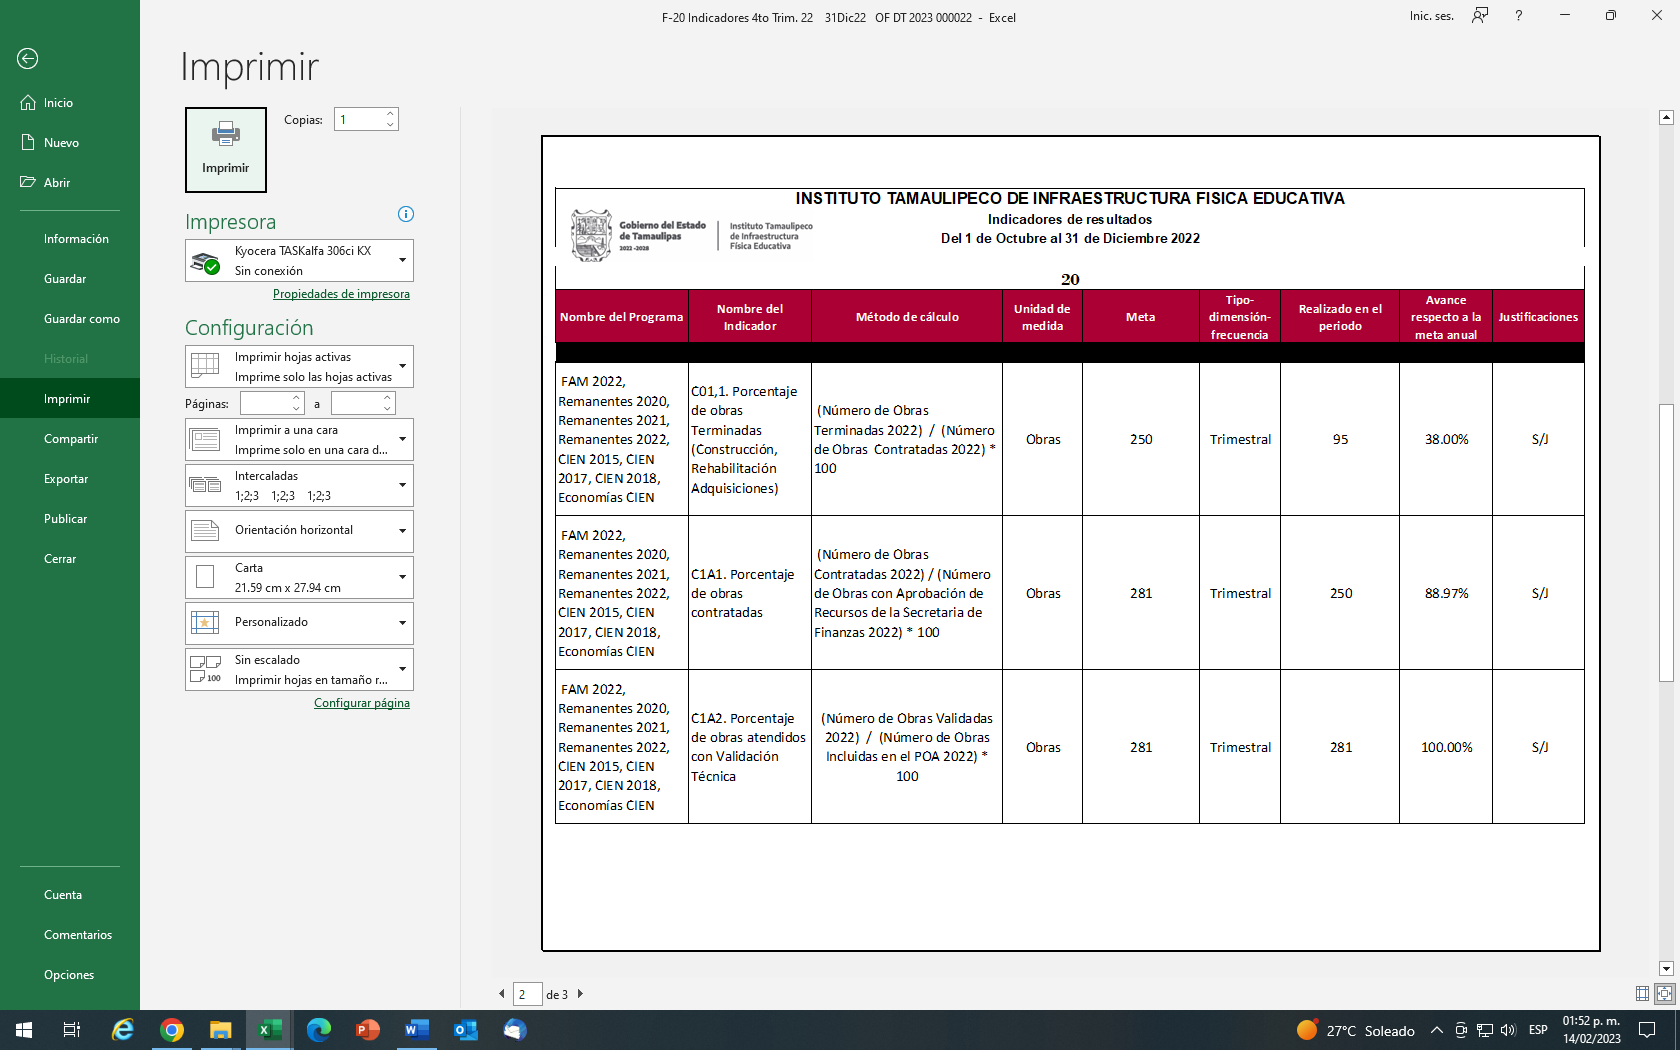 F-20 Indicadores 4to Trim. 22    31Dic22   OF DT 2023 000022  -  Excel
Inic. ses.
?
Imprimir
Inicio
Nuevo
Abrir
Información
Guardar
Guardar como
Historial
Imprimir
Compartir
Exportar
Publicar
Cerrar
Cuenta
Comentarios
Opciones
Imprimir
Copias:
1
Impresora
Kyocera TASKalfa 306ci KX
Sin conexión
Propiedades de impresora
Configuración
Imprimir hojas activas
Imprime solo las hojas activas
Páginas:
a
Imprimir a una cara
Imprime solo en una cara d...
Intercaladas
1;2;3    1;2;3    1;2;3
Orientación horizontal
Carta
21.59 cm x 27.94 cm
Personalizado
100
Sin escalado
Imprimir hojas en tamaño r...
Configurar página
INSTITUTO TAMAULIPECO DE INFRAESTRUCTURA FISICA EDUCATIVA
Indicadores de resultados
Del 1 de Octubre al 31 de Diciembre 2022
Gobierno del Estado
de Tamaulipas
2022 -2028
Instituto Tamaulipeco
de Infraestructura
Física Educativa
20
Nombre del Programa
Nombre del
Indicador
Método de cálculo
Unidad de
medida
Meta
Tipo-
dimensión-
frecuencia
Realizado en el
periodo
Avance
respecto a la
meta anual
Justificaciones
FAM 2022,
Remanentes 2020,
Remanentes 2021,
Remanentes 2022,
CIEN 2015, CIEN
2017, CIEN 2018,
Economías CIEN
C01,1. Porcentaje
de obras
Terminadas
(Construcción,
Rehabilitación
Adquisiciones)
(Número de Obras
Terminadas 2022)  /  (Número
de Obras  Contratadas 2022) *
100
Obras
250
Trimestral
95
38.00%
S/J
FAM 2022,
Remanentes 2020,
Remanentes 2021,
Remanentes 2022,
CIEN 2015, CIEN
2017, CIEN 2018,
Economías CIEN
C1A1. Porcentaje
de obras
contratadas
(Número de Obras
Contratadas 2022) / (Número
de Obras con Aprobación de
Recursos de la Secretaria de
Finanzas 2022) * 100
Obras
281
Trimestral
250
88.97%
S/J
FAM 2022,
Remanentes 2020,
Remanentes 2021,
Remanentes 2022,
CIEN 2015, CIEN
2017, CIEN 2018,
Economías CIEN
C1A2. Porcentaje
de obras atendidos
con Validación
Técnica
(Número de Obras Validadas
2022)  /  (Número de Obras
Incluidas en el POA 2022) *
100
Obras
281
Trimestral
281
100.00%
S/J
2
de 3
27°C  Soleado
ESP
01:52 p. m.
14/02/2023